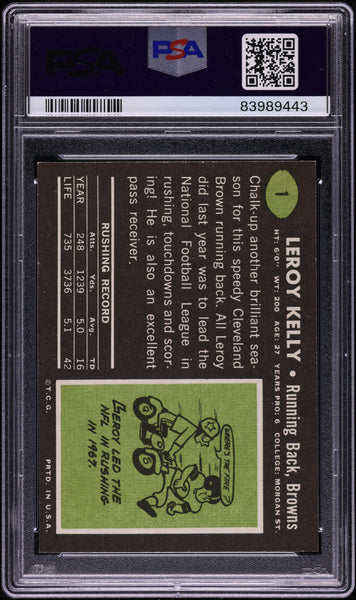 PSA
PSA
83989443
1
LEROY KELLY • Running Back, Browns
HT: 6'0" WT: 200 AGE: 27 YEARS PRO: 6 COLLEGE: MORGAN ST.
Chalk-up another brilliant sea-
son for this speedy Cleveland
Brown running back. All Leroy
did last year was to lead the
National Football League in
rushing, touchdowns and scor-
ing! He is also an excellent
pass receiver.
RUSHING RECORD
Atts. Yds. Avg. TD
YEAR 248 1239 5.0 16
LIFE 735 3736 5.1 42
WHERE'S THE FIRE?
LEROY LED THE
NFL IN RUSHING
IN 1967.
©T.C.G. PRTD. IN U.S.A.